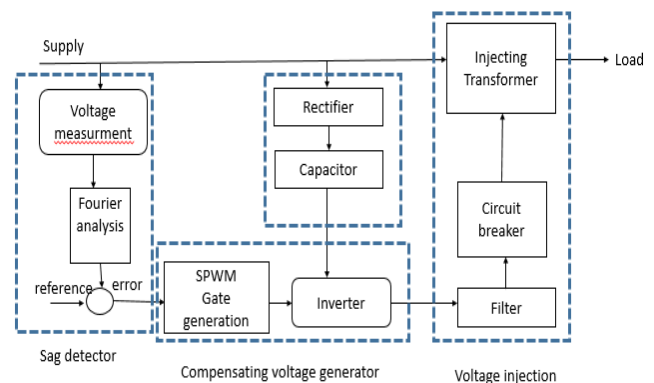 Supply
Injecting
Transformer
Load
Voltage
measurment
Rectifier
Capacitor
Fourier
analysis
Circuit
breaker
reference
error
SPWM
Gate
generation
Inverter
Filter
Sag detector
Compensating voltage generator
Voltage injection